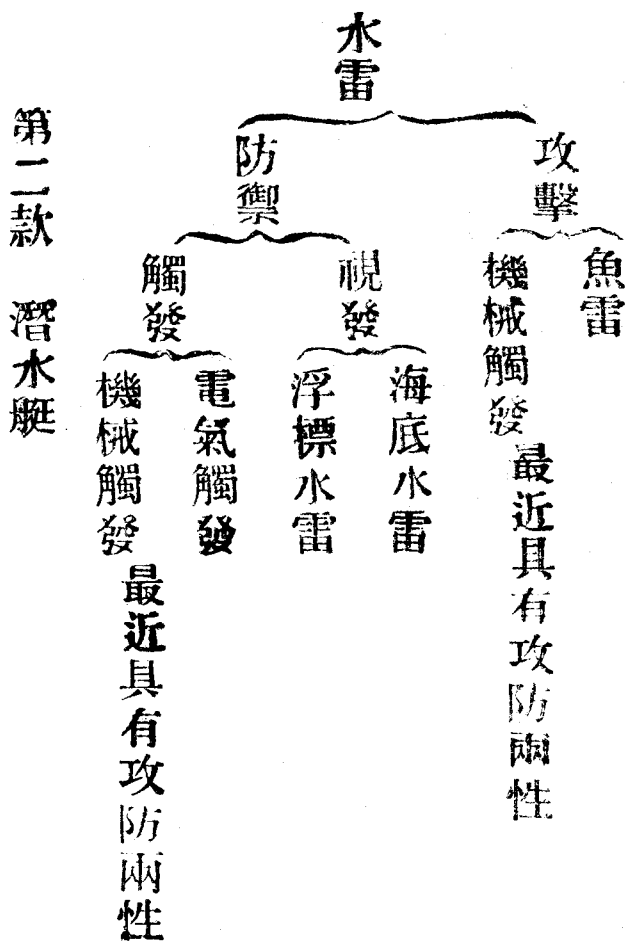 水雷
攻擊
魚雷
機械觸發
最近具有攻防兩性
防禦
視發
海底水雷
浮標水雷
觸發
電氣觸發
機械觸發
最近具有攻防兩性
第二款　潛水艇